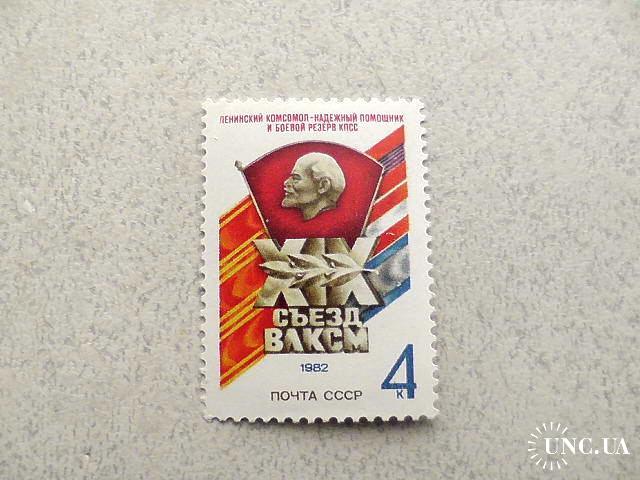 ЛЕНИНСКИЙ КОМСОМОЛ - НАДЕЖНЫЙ ПОМОЩНИК
И БОЕВОЙ РЕЗЕРВ КПСС
XIX
СЪЕЗД
ВЛКСМ
1982
4
К
ПОЧТА СССР
UNC.UA